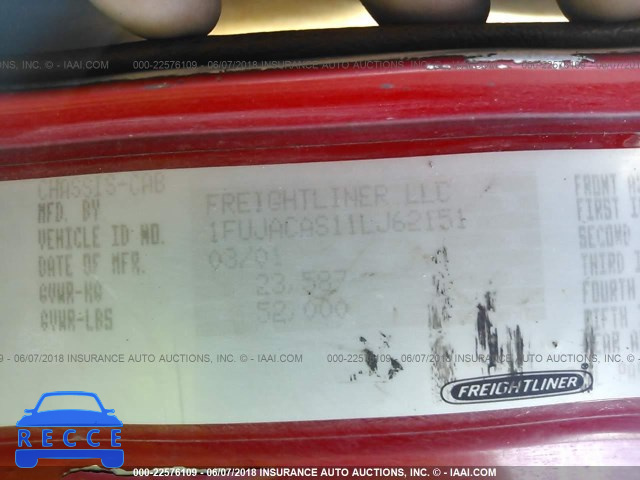 INC. © - IAAI.COM 000-22576109 - 06/07/2018 INSURANCE AUTO AUCTIONS, INC. © - IAAI.COM
CHASSIS-CAB
MFD. BY FREIGHTLINER LLC
VEHICLE ID NO. 1FUJACAS11LJ62151
DATE OF MFR. 03/01
GVWR-KG 23,587
GVWR-LBS 52,000
FRONT
FIRST
SECOND
THIRD
FOURTH
FIFTH
- 06/07/2018 INSURANCE AUTO AUCTIONS, INC. © - IAAI.COM 000-22576109 - 06/07/2018 INSURANCE AUTO AUCTIONS, INC. ©
FREIGHTLINER
RECCE
000-22576109 - 06/07/2018 INSURANCE AUTO AUCTIONS, INC. © - IAAI.COM